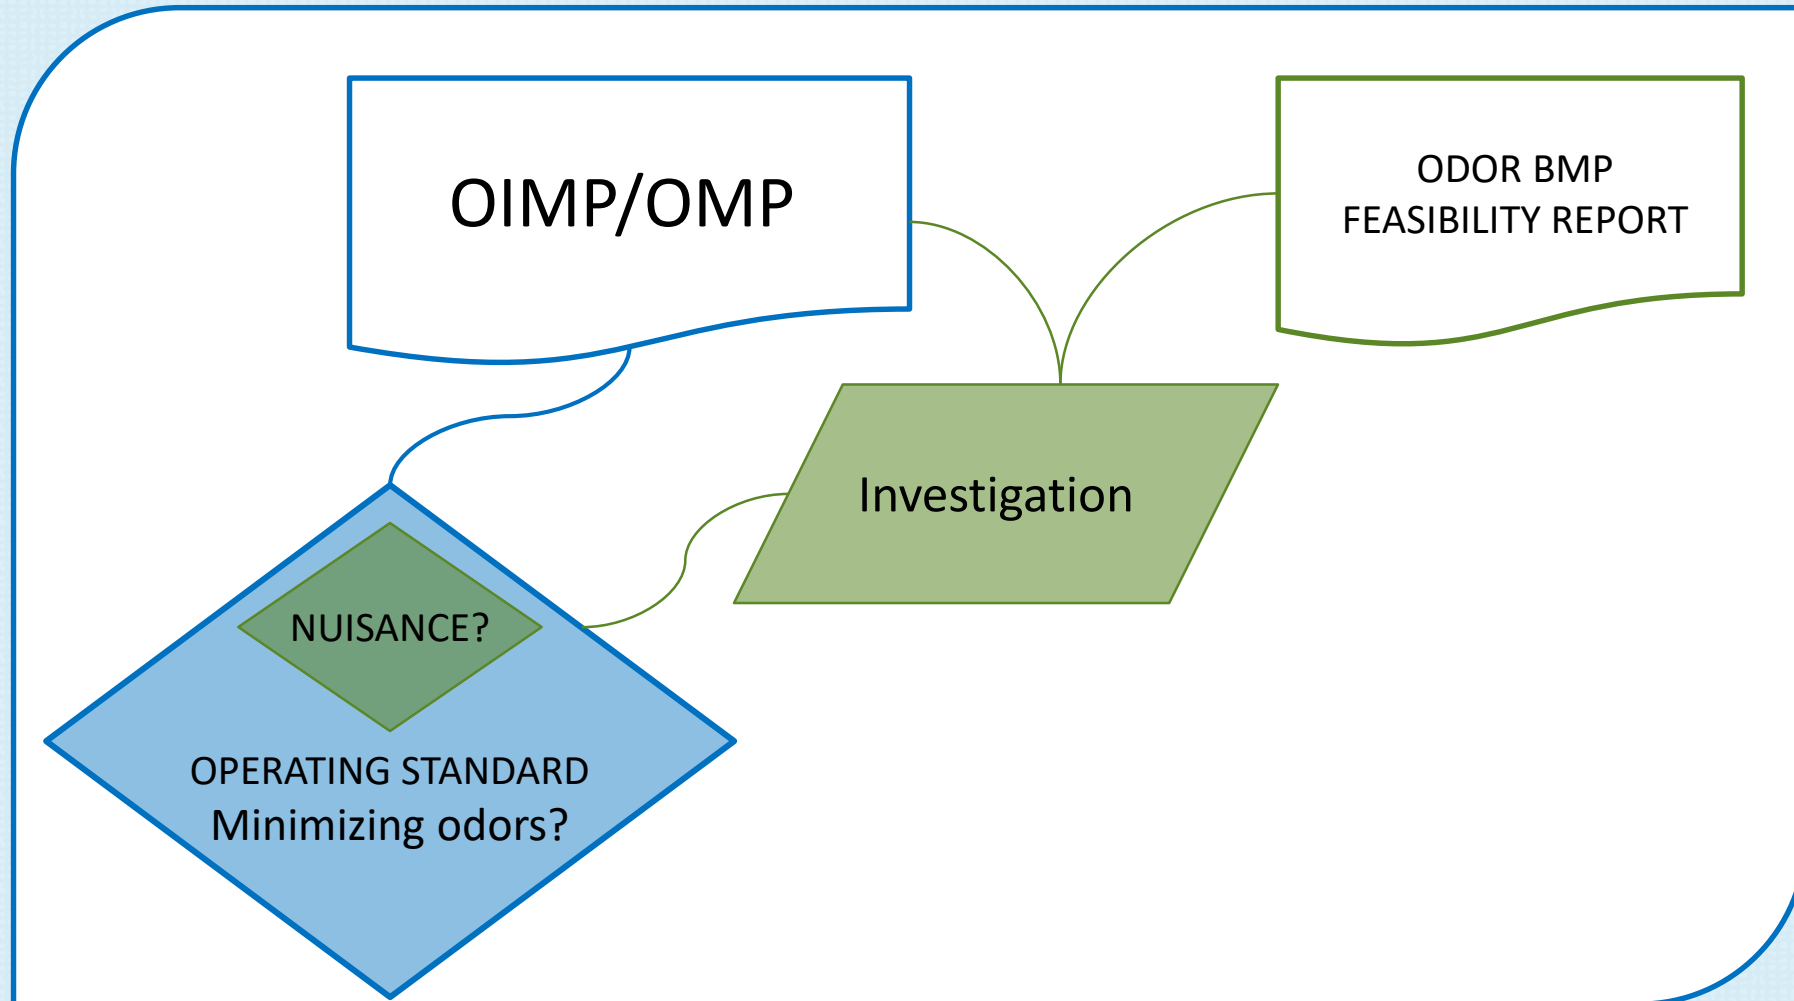 OIMP/OMP
ODOR BMP
FEASIBILITY REPORT
Investigation
NUISANCE?
OPERATING STANDARD
Minimizing odors?